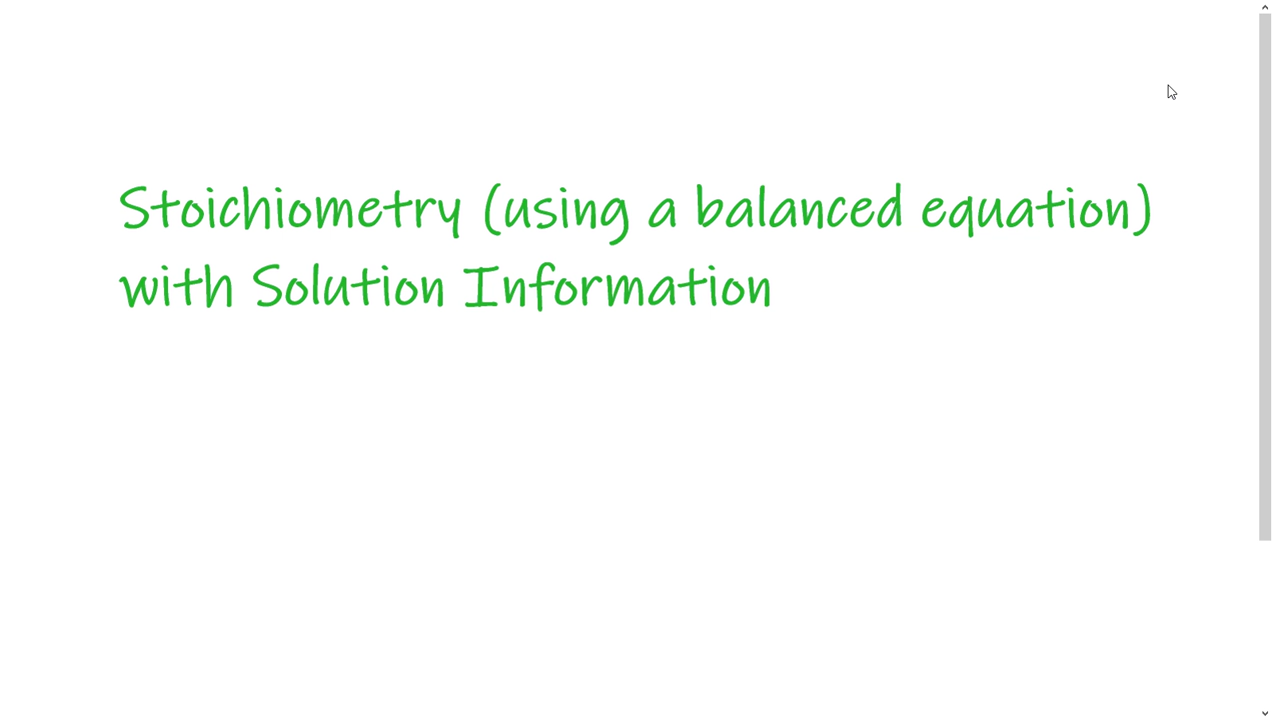 Stoichiometry (using a balanced equation)
with Solution Information